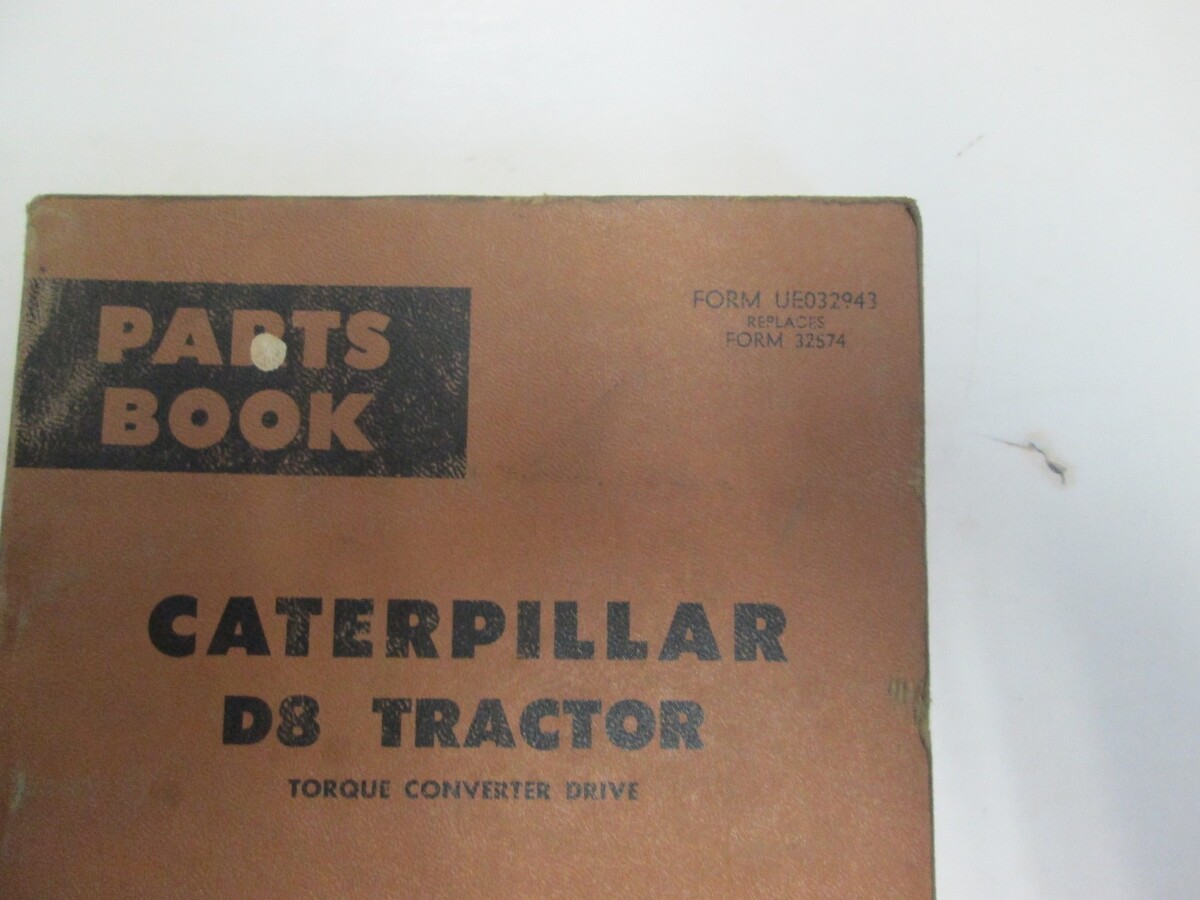 PARTS
BOOK
FORM UE032943
REPLACES
FORM 32574
CATERPILLAR
D8 TRACTOR
TORQUE CONVERTER DRIVE